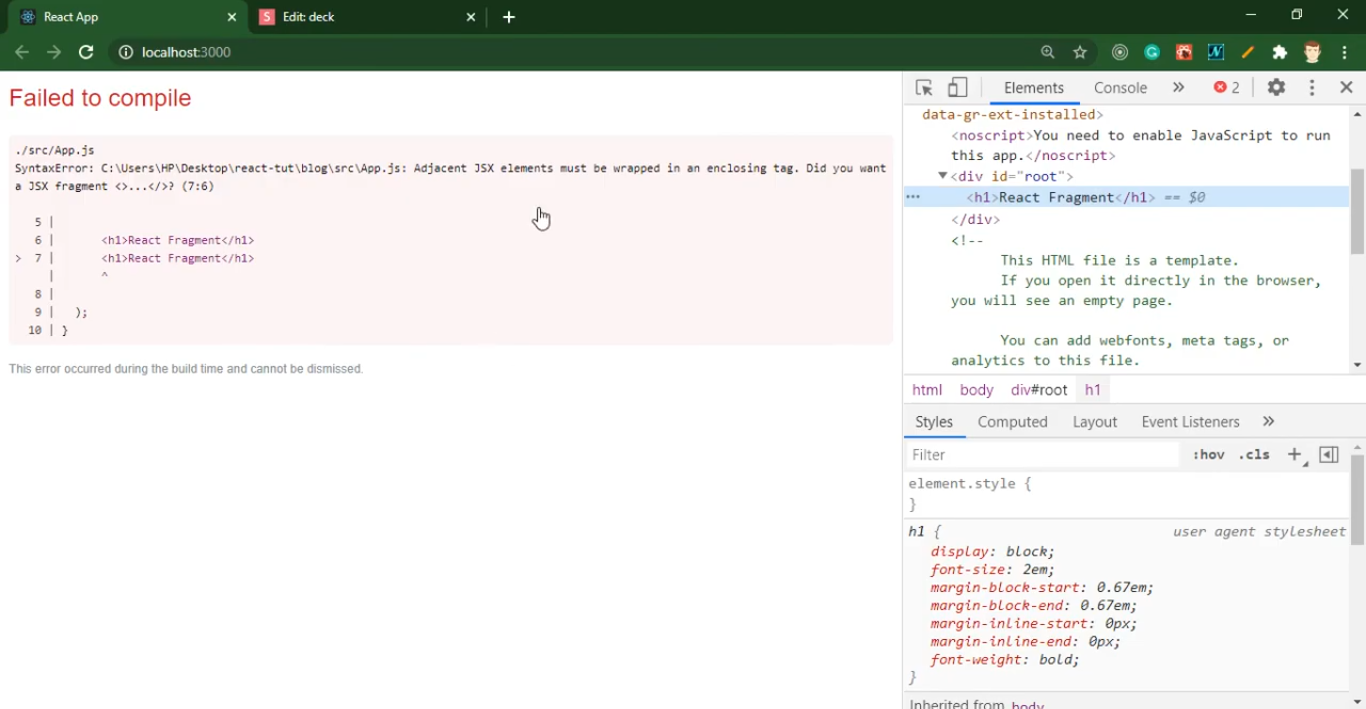 React App
S Edit: deck
localhost:3000
Failed to compile
./src/App.js
SyntaxError: C:\Users\HP\Desktop\react-tut\blog\src\App.js: Adjacent JSX elements must be wrapped in an enclosing tag. Did you want
a JSX fragment <>...</>? (7:6)
5 |
6 | <h1>React Fragment</h1>
> 7 | <h1>React Fragment</h1>
| ^
8 |
9 | );
10 | }
This error occurred during the build time and cannot be dismissed.
Elements Console » 2
data-gr-ext-installed>
<noscript>You need to enable JavaScript to run
this app.</noscript>
▼<div id="root">
••• <h1>React Fragment</h1> == $0
</div>
<!--
This HTML file is a template.
If you open it directly in the browser,
you will see an empty page.
You can add webfonts, meta tags, or
analytics to this file.
html body div#root h1
Styles Computed Layout Event Listeners »
Filter :hov .cls +
element.style {
}
h1 { user agent stylesheet
display: block;
font-size: 2em;
margin-block-start: 0.67em;
margin-block-end: 0.67em;
margin-inline-start: 0px;
margin-inline-end: 0px;
font-weight: bold;
}
Inherited from body